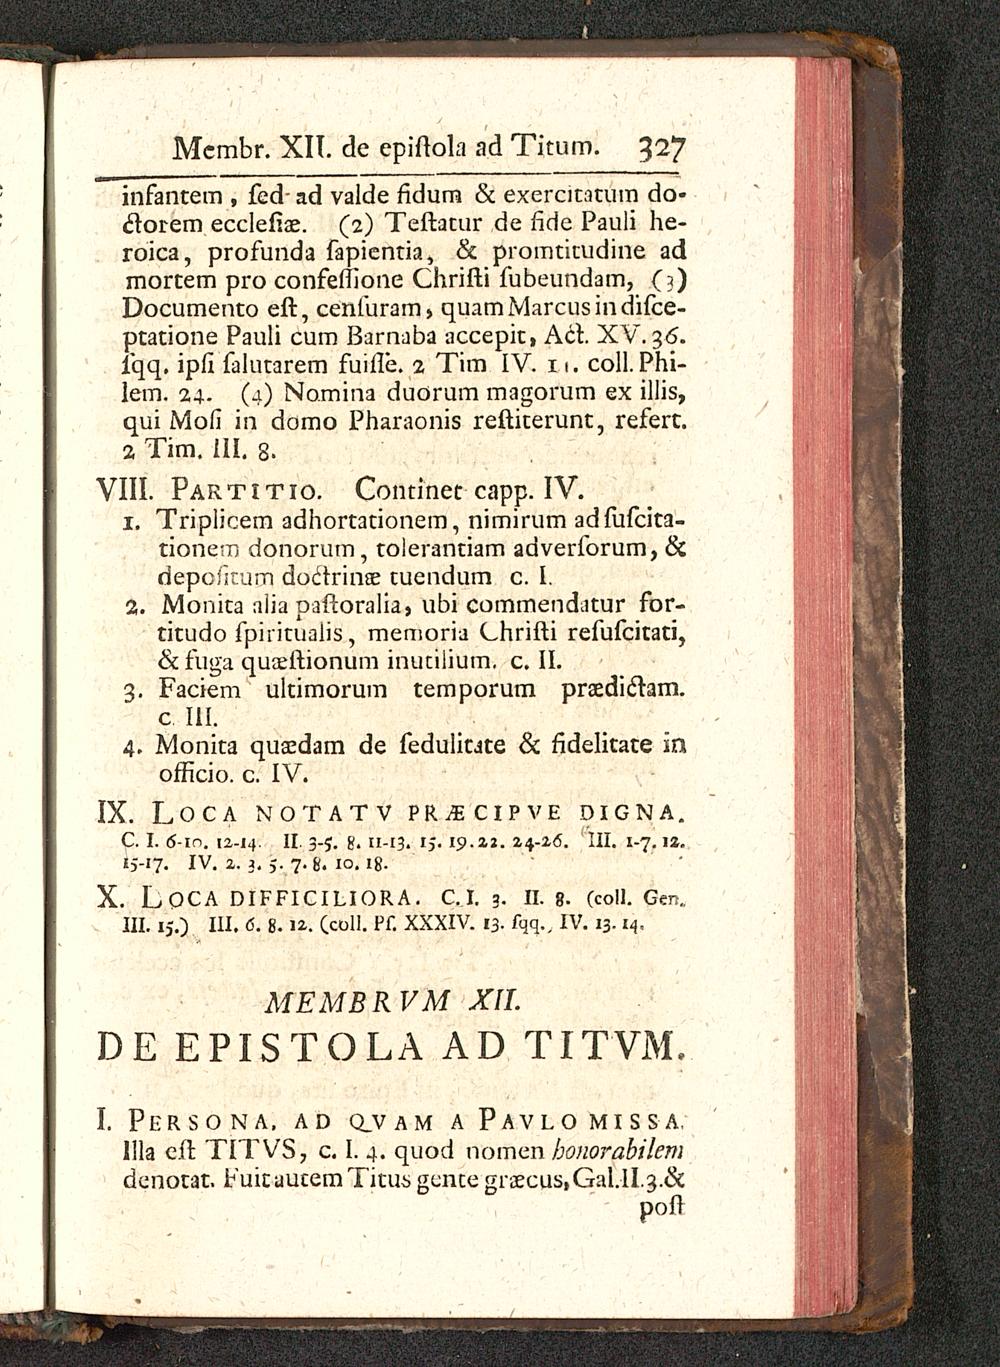 Membr. XII. de epiſtola ad Titum. 327
infantem, ſed ad valde fidum & exercitatum do-
ctorem eccleſiæ. (2) Teſtatur de fide Pauli he-
roica, profunda ſapientia, & promtitudine ad
mortem pro confeſſione Chriſti ſubeundam, (3)
Documento eſt, cenſuram, quam Marcus in diſce-
ptatione Pauli cum Barnaba accepit, Act. XV. 36.
ſqq. ipſi ſalutarem fuiſſe. 2 Tim IV. 11. coll. Phi-
lem. 24. (4) Nomina duorum magorum ex illis,
qui Moſi in domo Pharaonis reſtiterunt, refert.
2 Tim. III. 8.
VIII. PARTITIO. Continet capp. IV.
1. Triplicem adhortationem, nimirum ad ſuſcita-
tionem donorum, tolerantiam adverſorum, &
depoſitum doctrinæ tuendum c. I.
2. Monita alia paſtoralia, ubi commendatur for-
titudo ſpiritualis, memoria Chriſti reſuſcitati,
& fuga quæſtionum inutilium. c. II.
3. Faciem ultimorum temporum prædictam.
c. III.
4. Monita quædam de ſedulitate & fidelitate in
officio. c. IV.
IX. LOCA NOTATV PRÆCIPVE DIGNA.
C. I. 6-10. 12-14. II. 3-5. 8. 11-13. 15. 19. 22. 24-26. III. 1-7. 12.
15-17. IV. 2. 3. 5. 7. 8. 10. 18.
X. LOCA DIFFICILIORA. C. I. 3. II. 8. (coll. Gen.
III. 15.) III. 6. 8. 12. (coll. Pſ. XXXIV. 13. ſqq., IV. 13. 14.
MEMBRVM XII.
DE EPISTOLA AD TITVM.
I. PERSONA, AD QVAM A PAVLO MISSA.
Illa eſt TITVS, c. I. 4. quod nomen honorabilem
denotat. Fuit autem Titus gente græcus, Gal. II. 3. &
poſt